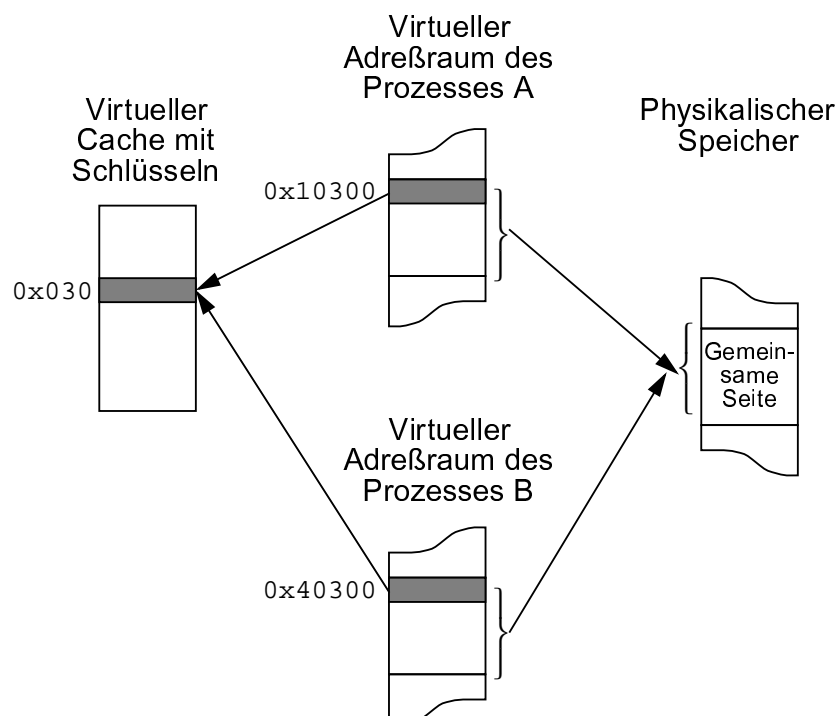 Virtueller
Adreßraum des
Prozesses A
Virtueller
Cache mit
Schlüsseln
Physikalischer
Speicher
0x10300
0x030
Gemein-
same
Seite
Virtueller
Adreßraum des
Prozesses B
0x40300